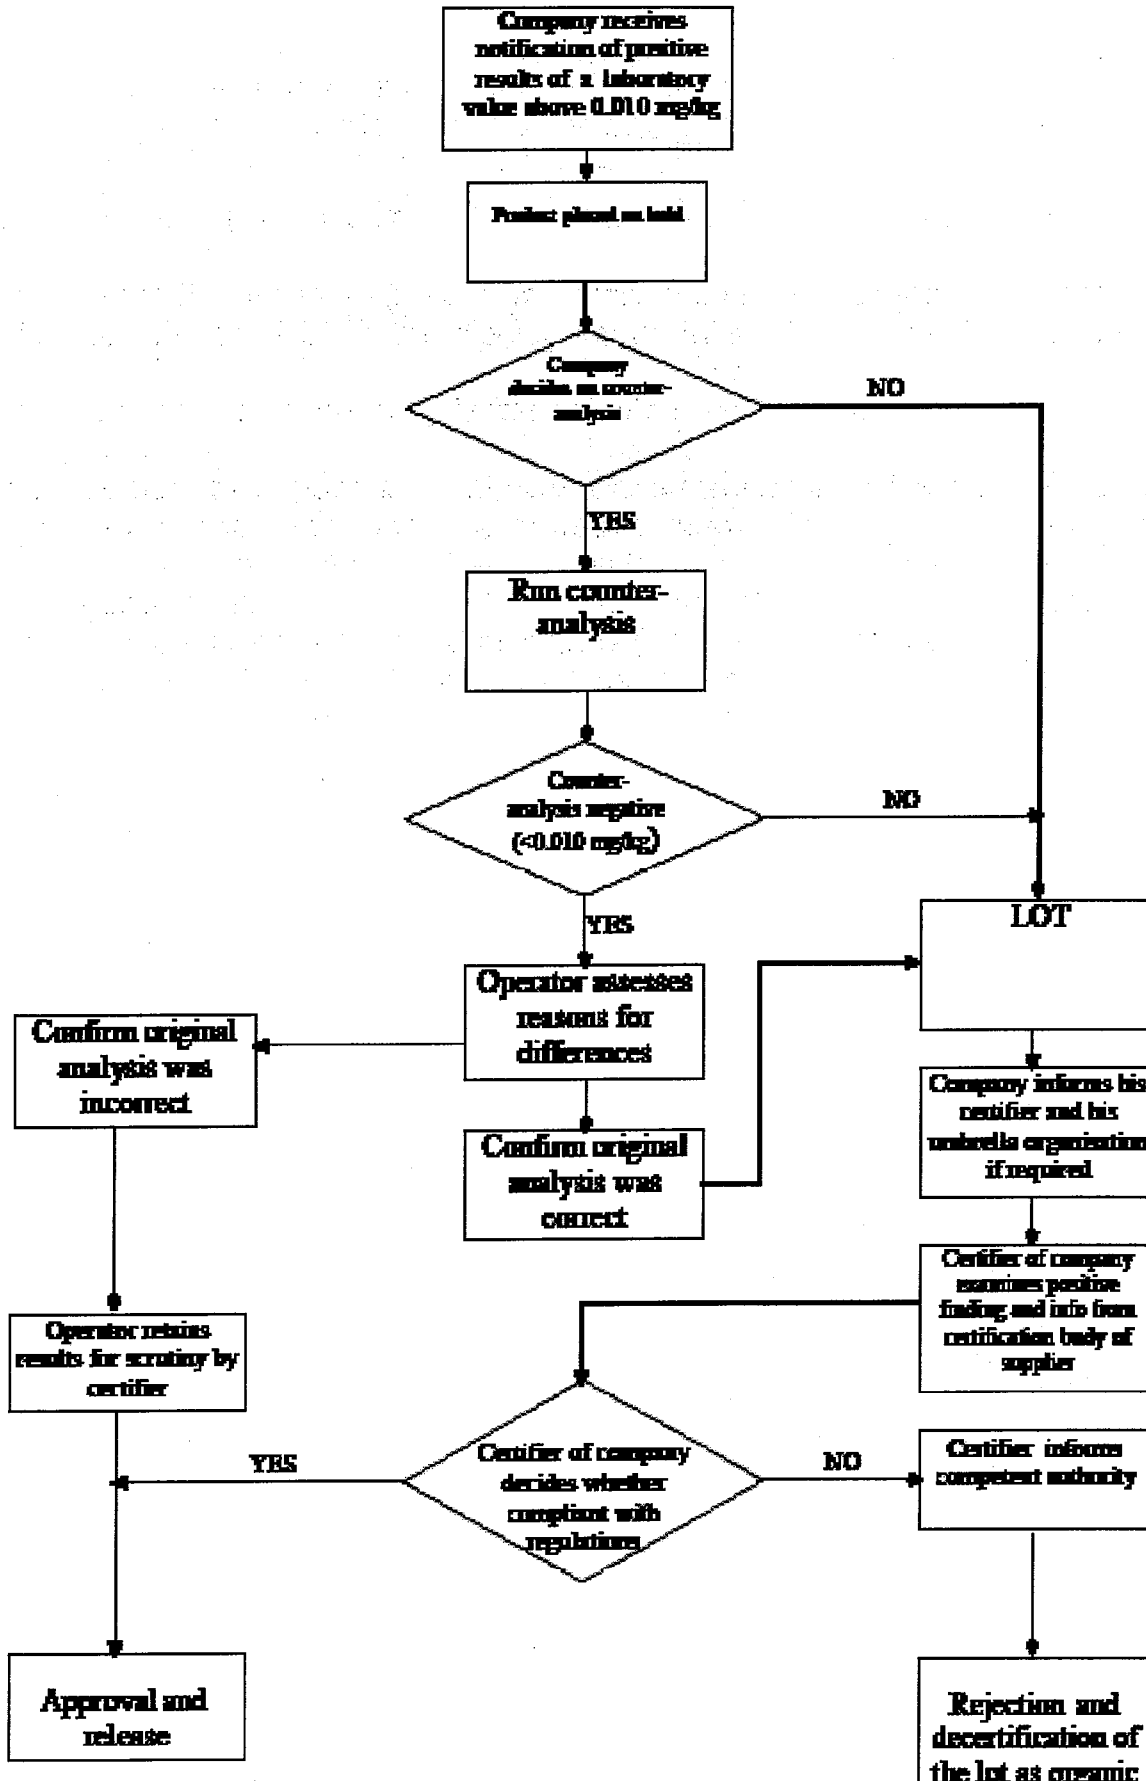 Company receives
notification of positive
results of a laboratory
value above 0.010 mg/kg
Product placed on hold
Company
decides on counter-
analysis
NO
YES
Run counter-
analysis
Counter-
analysis negative
(<0.010 mg/kg)
NO
YES
LOT
Operator assesses
reasons for
differences
Confirm original
analysis was
incorrect
Confirm original
analysis was
correct
Company informs his
certifier and his
umbrella organisation
if required
Certifier of company
examines positive
finding and info from
certification body of
supplier
Operator retains
results for scrutiny by
certifier
Certifier of company
decides whether
compliant with
regulations
YES
NO
Certifier informs
competent authority
Approval and
release
Rejection and
decertification of
the lot as organic